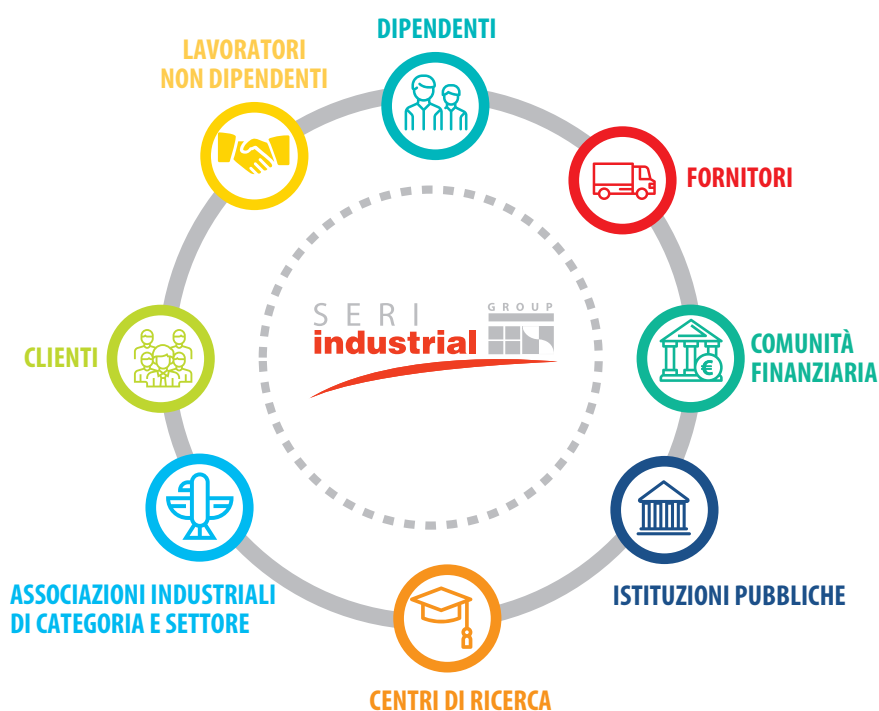 DIPENDENTI
LAVORATORI
NON DIPENDENTI
FORNITORI
SERI
GROUP
industrial
COMUNITÀ
FINANZIARIA
€
CLIENTI
ASSOCIAZIONI INDUSTRIALI
DI CATEGORIA E SETTORE
ISTITUZIONI PUBBLICHE
CENTRI DI RICERCA